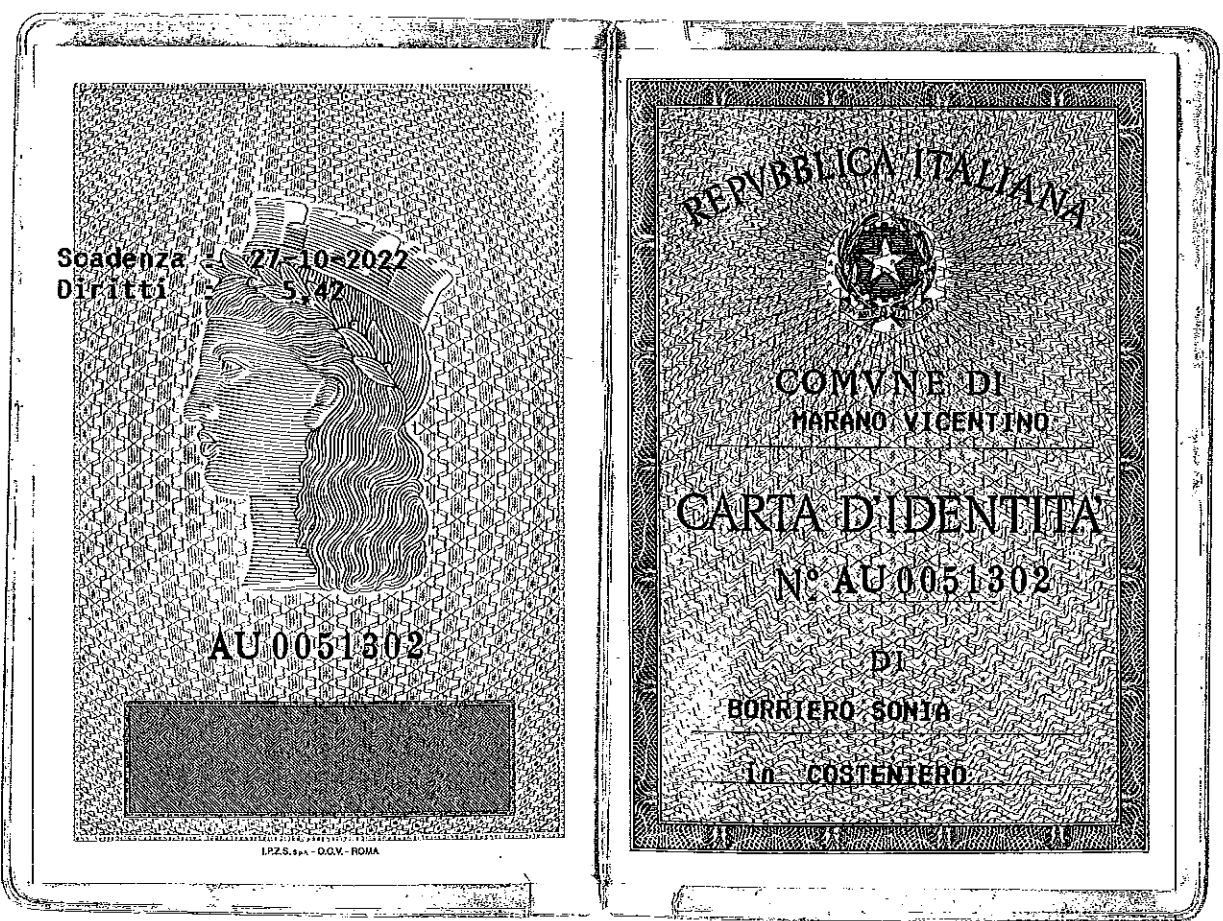 Scadenza : 27-10-2022
Diritti : 5,42
AU 0051302
I.P.Z.S. S.p.A. - O.C.V. - ROMA
REPVBBLICA ITALIANA
COMVNE DI
MARANO VICENTINO
CARTA D'IDENTITA'
Nº AU 0051302
DI
BORRIERO SONIA
in COSTENIERO